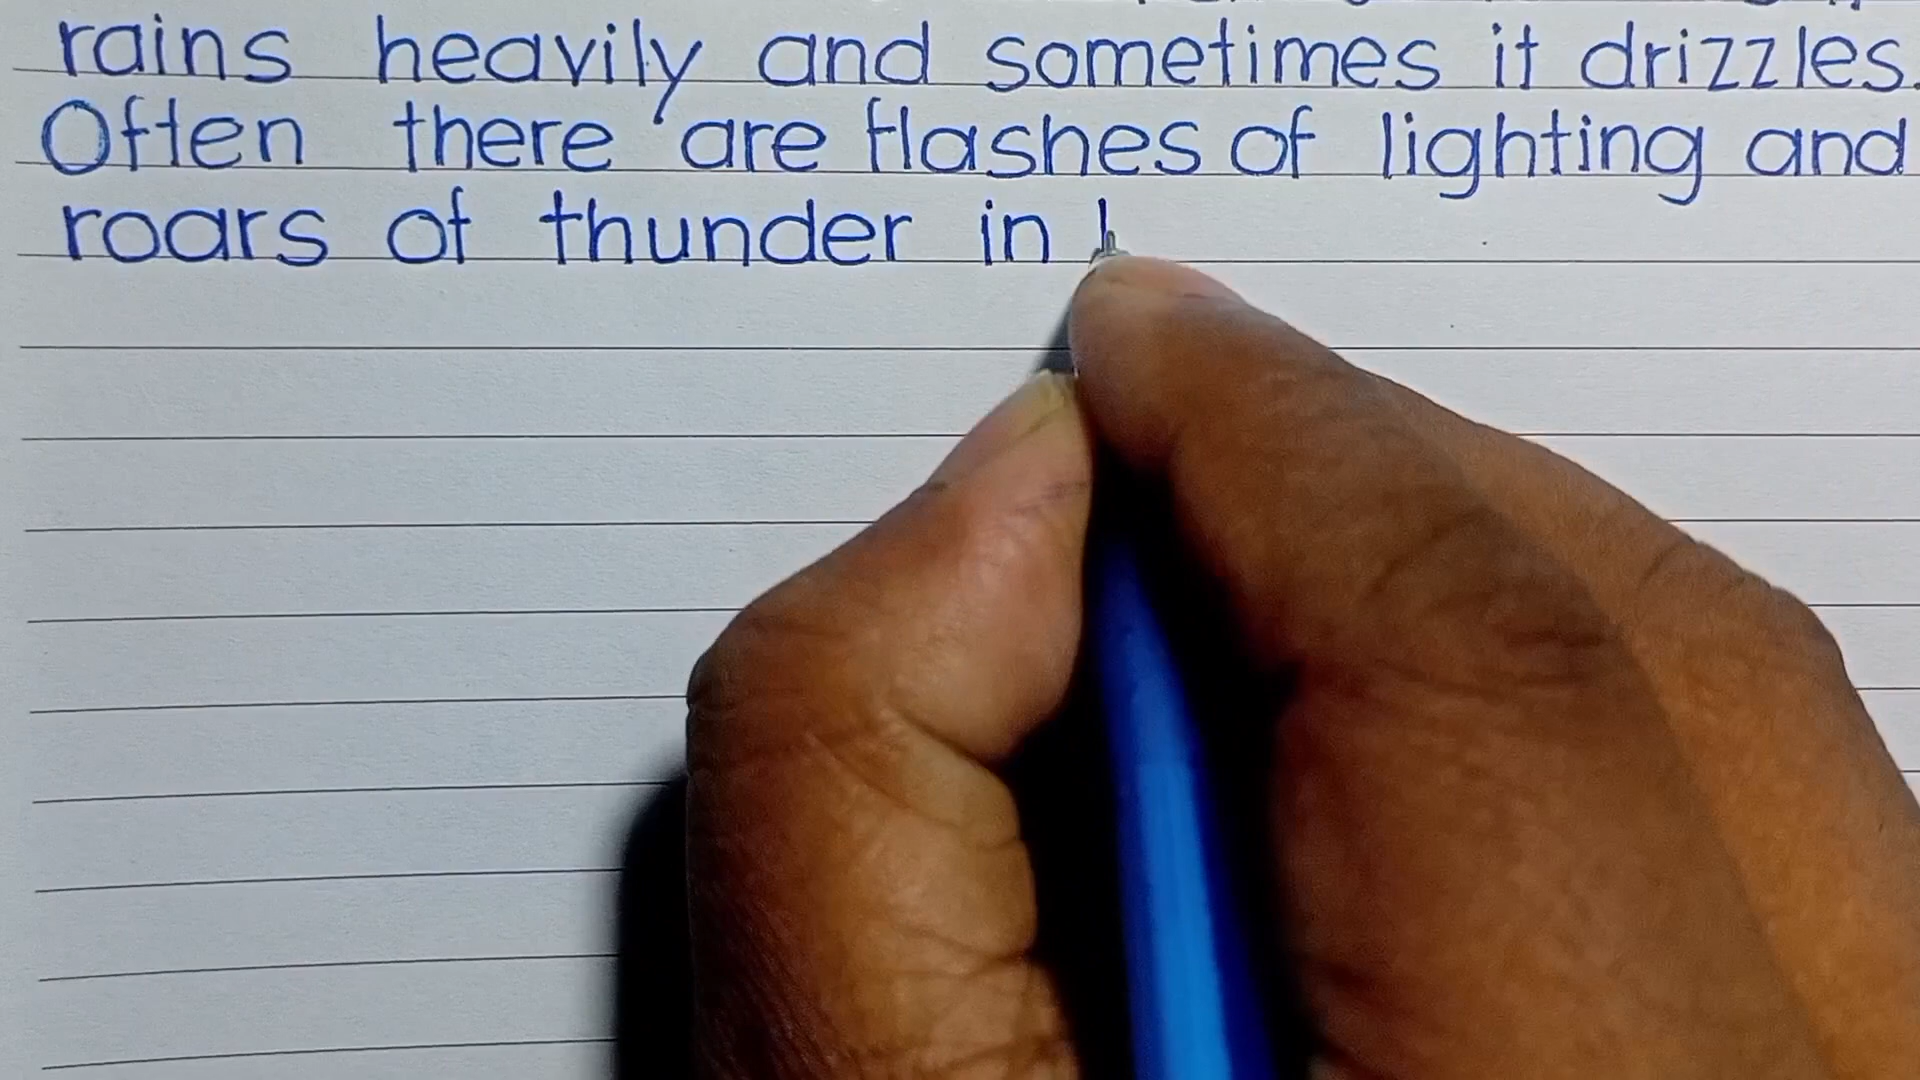 rains heavily and sometimes it drizzles.
Often there are flashes of lighting and
roars of thunder in